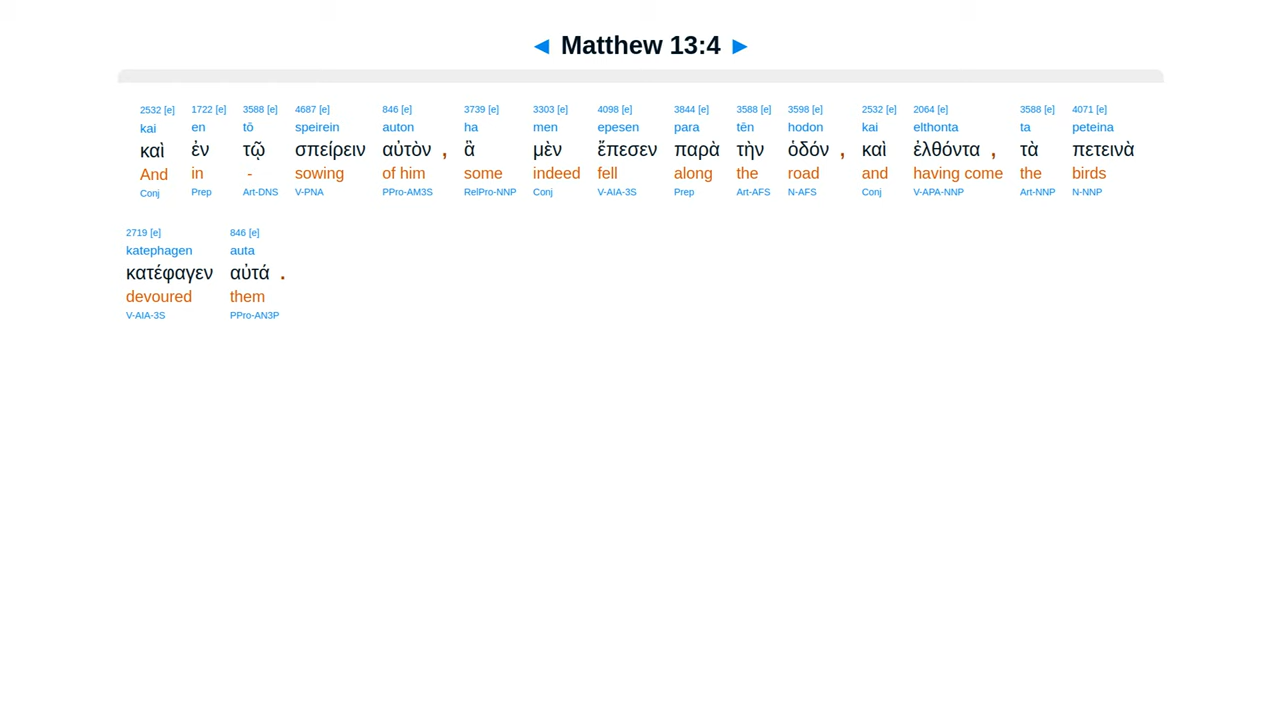 ◄ Matthew 13:4 ►
2532 [e] 1722 [e] 3588 [e] 4687 [e] 846 [e] 3739 [e] 3303 [e] 4098 [e] 3844 [e] 3588 [e] 3598 [e] 2532 [e] 2064 [e] 3588 [e] 4071 [e]
kai en tō speirein auton ha men epesen para tēn hodon kai elthonta ta peteina
καὶ ἐν τῷ σπείρειν αὐτὸν , ἃ μὲν ἔπεσεν παρὰ τὴν ὁδόν , καὶ ἐλθόντα , τὰ πετεινὰ
And in - sowing of him some indeed fell along the road and having come the birds
Conj Prep Art-DNS V-PNA PPro-AM3S RelPro-NNP Conj V-AIA-3S Prep Art-AFS N-AFS Conj V-APA-NNP Art-NNP N-NNP
2719 [e] 846 [e]
katephagen auta
κατέφαγεν αὐτά .
devoured them
V-AIA-3S PPro-AN3P